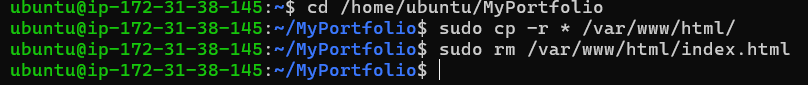 ubuntu@ip-172-31-38-145:~$ cd /home/ubuntu/MyPortfolio
ubuntu@ip-172-31-38-145:~/MyPortfolio$ sudo cp -r * /var/www/html/
ubuntu@ip-172-31-38-145:~/MyPortfolio$ sudo rm /var/www/html/index.html
ubuntu@ip-172-31-38-145:~/MyPortfolio$